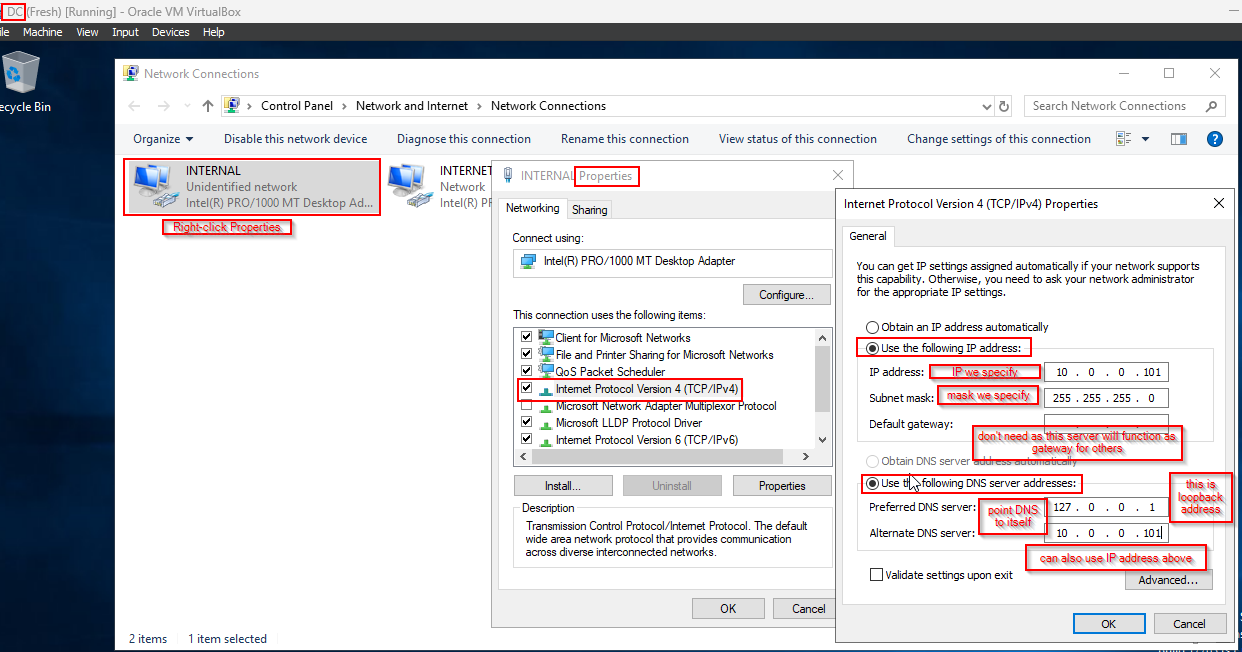 DC (Fresh) [Running] - Oracle VM VirtualBox
Machine View Input Devices Help
Network Connections
Control Panel > Network and Internet > Network Connections
Search Network Connections
Organize Disable this network device Diagnose this connection Rename this connection View status of this connection Change settings of this connection
INTERNAL
Unidentified network
Intel(R) PRO/1000 MT Desktop Ad...
Right-click Properties
INTERNET
Network
Intel(R)
INTERNAL Properties
Networking Sharing
Connect using:
Intel(R) PRO/1000 MT Desktop Adapter
Configure...
This connection uses the following items:
Client for Microsoft Networks
File and Printer Sharing for Microsoft Networks
QoS Packet Scheduler
Internet Protocol Version 4 (TCP/IPv4)
Microsoft Network Adapter Multiplexor Protocol
Microsoft LLDP Protocol Driver
Internet Protocol Version 6 (TCP/IPv6)
Install... Uninstall Properties
Description
Transmission Control Protocol/Internet Protocol. The default
wide area network protocol that provides communication
across diverse interconnected networks.
OK Cancel
Internet Protocol Version 4 (TCP/IPv4) Properties
General
You can get IP settings assigned automatically if your network supports
this capability. Otherwise, you need to ask your network administrator
for the appropriate IP settings.
Obtain an IP address automatically
Use the following IP address:
IP address: IP we specify 10 . 0 . 0 . 101
Subnet mask: mask we specify 255 . 255 . 255 . 0
Default gateway:
don't need as this server will function as
gateway for others
Obtain DNS server address automatically
Use the following DNS server addresses:
this is
loopback
address
Preferred DNS server: 127 . 0 . 0 . 1
point DNS
to itself
Alternate DNS server: 10 . 0 . 0 . 101
can also use IP address above
Validate settings upon exit
Advanced...
OK Cancel
2 items 1 item selected